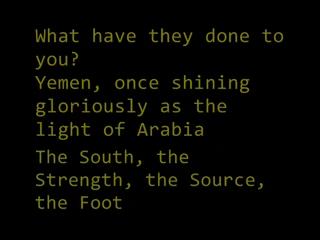 What have they done to
you?
Yemen, once shining
gloriously as the
light of Arabia
The South, the
Strength, the Source,
the Foot